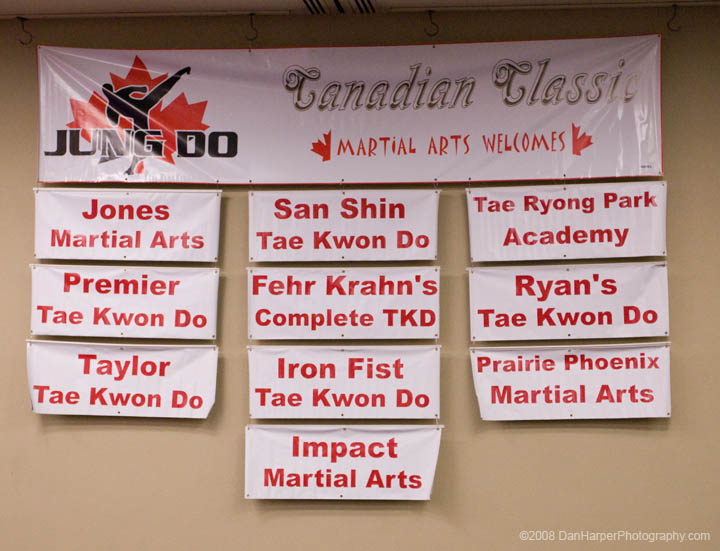 Canadian Classic
JUNG DO
MARTiAL ARTS WELCOMES
Jones
Martial Arts
San Shin
Tae Kwon Do
Tae Ryong Park
Academy
Premier
Tae Kwon Do
Fehr Krahn's
Complete TKD
Ryan's
Tae Kwon Do
Taylor
Tae Kwon Do
Iron Fist
Tae Kwon Do
Prairie Phoenix
Martial Arts
Impact
Martial Arts
©2008 DanHarperPhotography.com